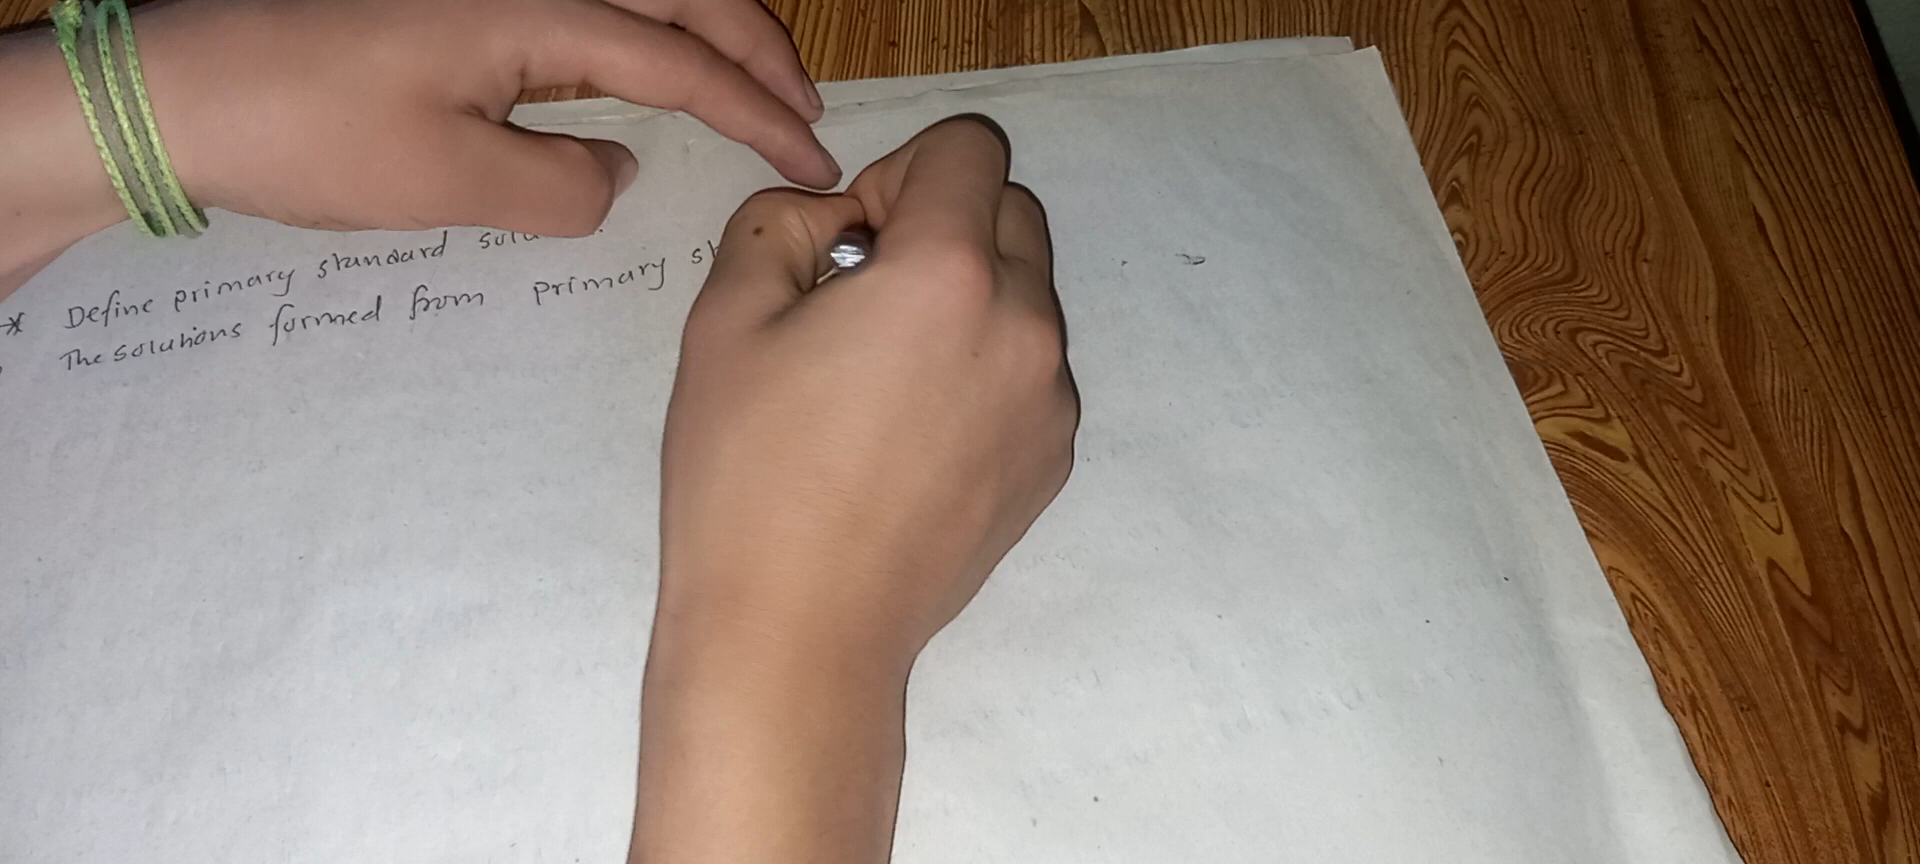 * Define primary standard
The solutions formed from primary